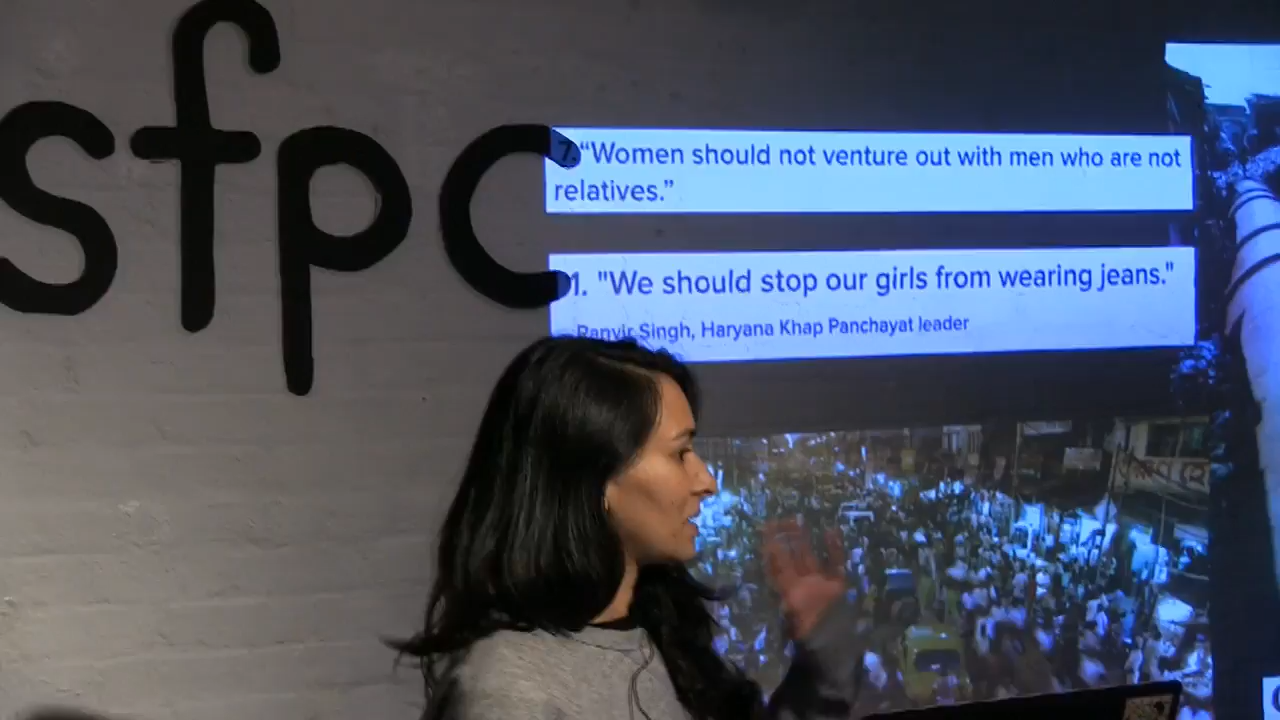 sfpc
7. “Women should not venture out with men who are not
relatives.”
1. "We should stop our girls from wearing jeans."
Ranvir Singh, Haryana Khap Panchayat leader